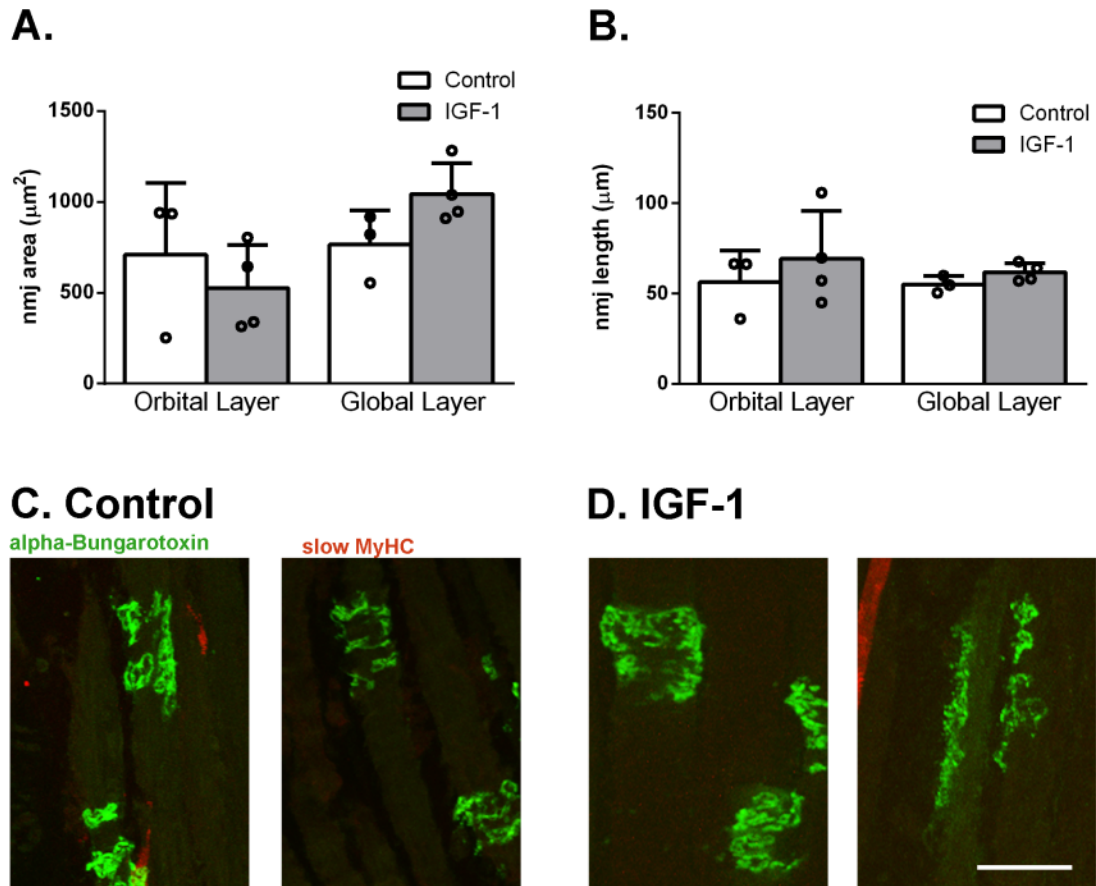 A.
Control
IGF-1
nmj area (μm²)
1500
1000
500
0
Orbital Layer
Global Layer
B.
Control
IGF-1
nmj length (μm)
150
100
50
0
Orbital Layer
Global Layer
C. Control
alpha-Bungarotoxin
slow MyHC
D. IGF-1